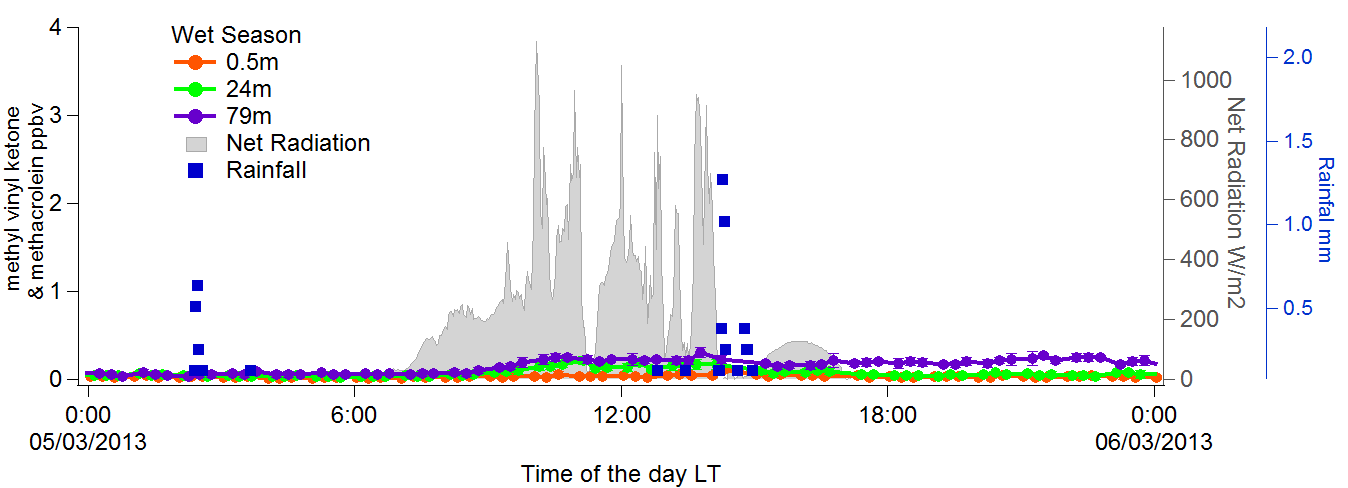 4
3
2
1
0
methyl vinyl ketone
& methacrolein ppbv
Wet Season
0.5m
24m
79m
Net Radiation
Rainfall
1000
800
600
400
200
0
Net Radiation W/m2
2.0
1.5
1.0
0.5
Rainfal mm
0:00
6:00
12:00
18:00
0:00
05/03/2013
06/03/2013
Time of the day LT